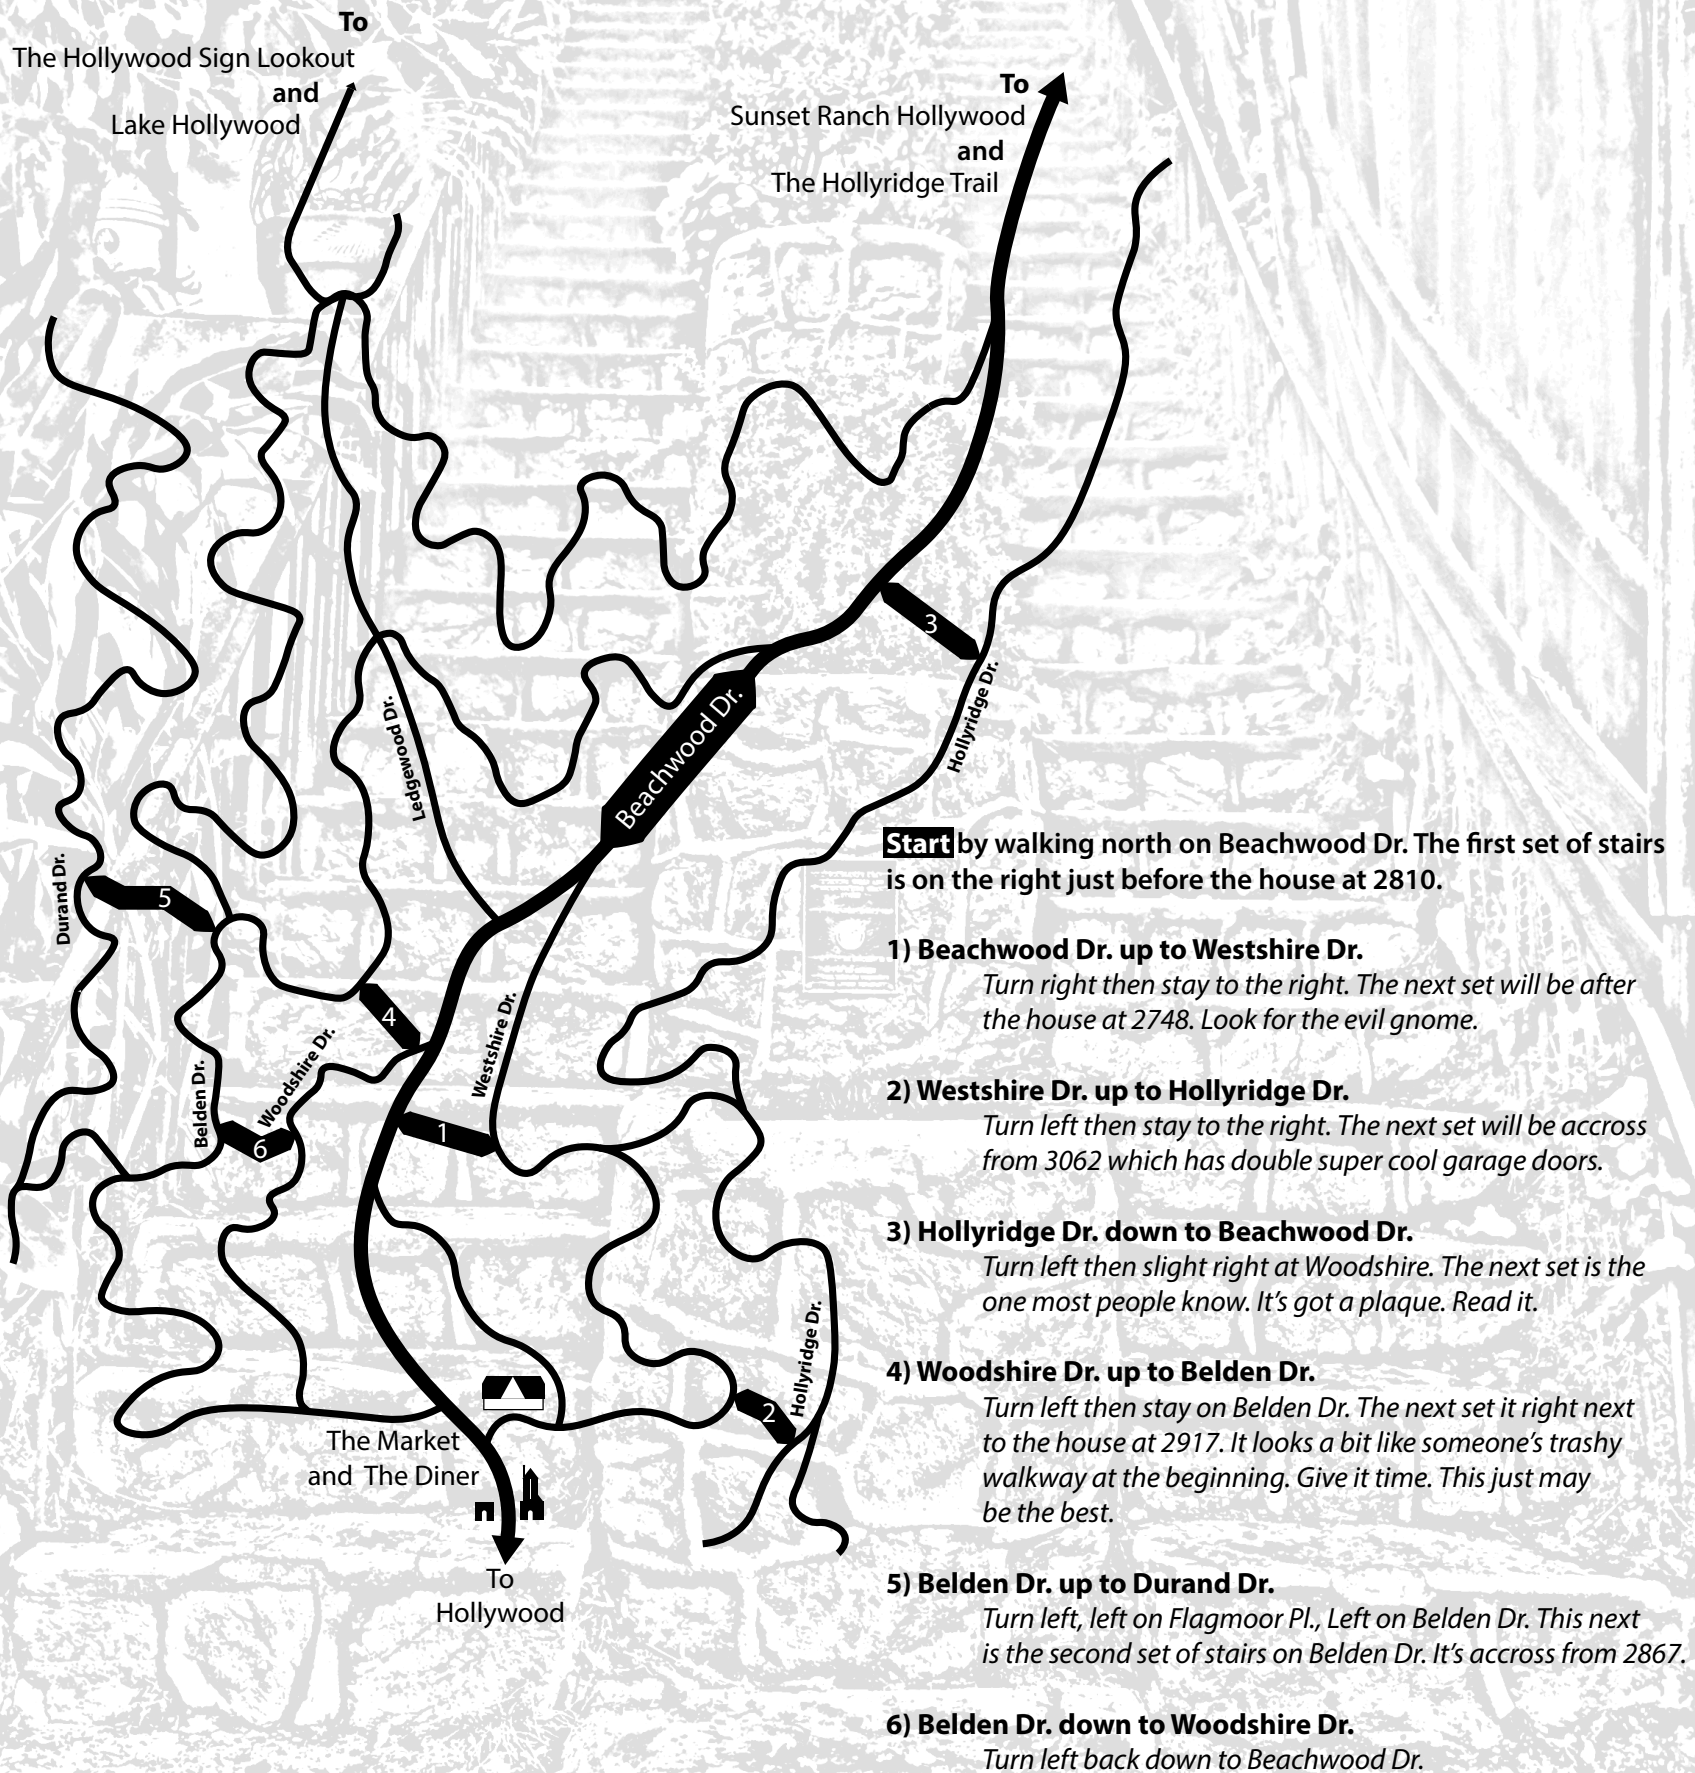 To
The Hollywood Sign Lookout
and
Lake Hollywood
To
Sunset Ranch Hollywood
and
The Hollyridge Trail
3
Hollyridge Dr.
Beachwood Dr.
Ledgewood Dr.
Durand Dr.
5
4
Woodshire Dr.
Westshire Dr.
Belden Dr.
6
1
Hollyridge Dr.
2
The Market
and The Diner
To
Hollywood
Start by walking north on Beachwood Dr. The first set of stairs
is on the right just before the house at 2810.
1) Beachwood Dr. up to Westshire Dr.
Turn right then stay to the right. The next set will be after
the house at 2748. Look for the evil gnome.
2) Westshire Dr. up to Hollyridge Dr.
Turn left then stay to the right. The next set will be accross
from 3062 which has double super cool garage doors.
3) Hollyridge Dr. down to Beachwood Dr.
Turn left then slight right at Woodshire. The next set is the
one most people know. It's got a plaque. Read it.
4) Woodshire Dr. up to Belden Dr.
Turn left then stay on Belden Dr. The next set it right next
to the house at 2917. It looks a bit like someone's trashy
walkway at the beginning. Give it time. This just may
be the best.
5) Belden Dr. up to Durand Dr.
Turn left, left on Flagmoor Pl., Left on Belden Dr. This next
is the second set of stairs on Belden Dr. It's accross from 2867.
6) Belden Dr. down to Woodshire Dr.
Turn left back down to Beachwood Dr.